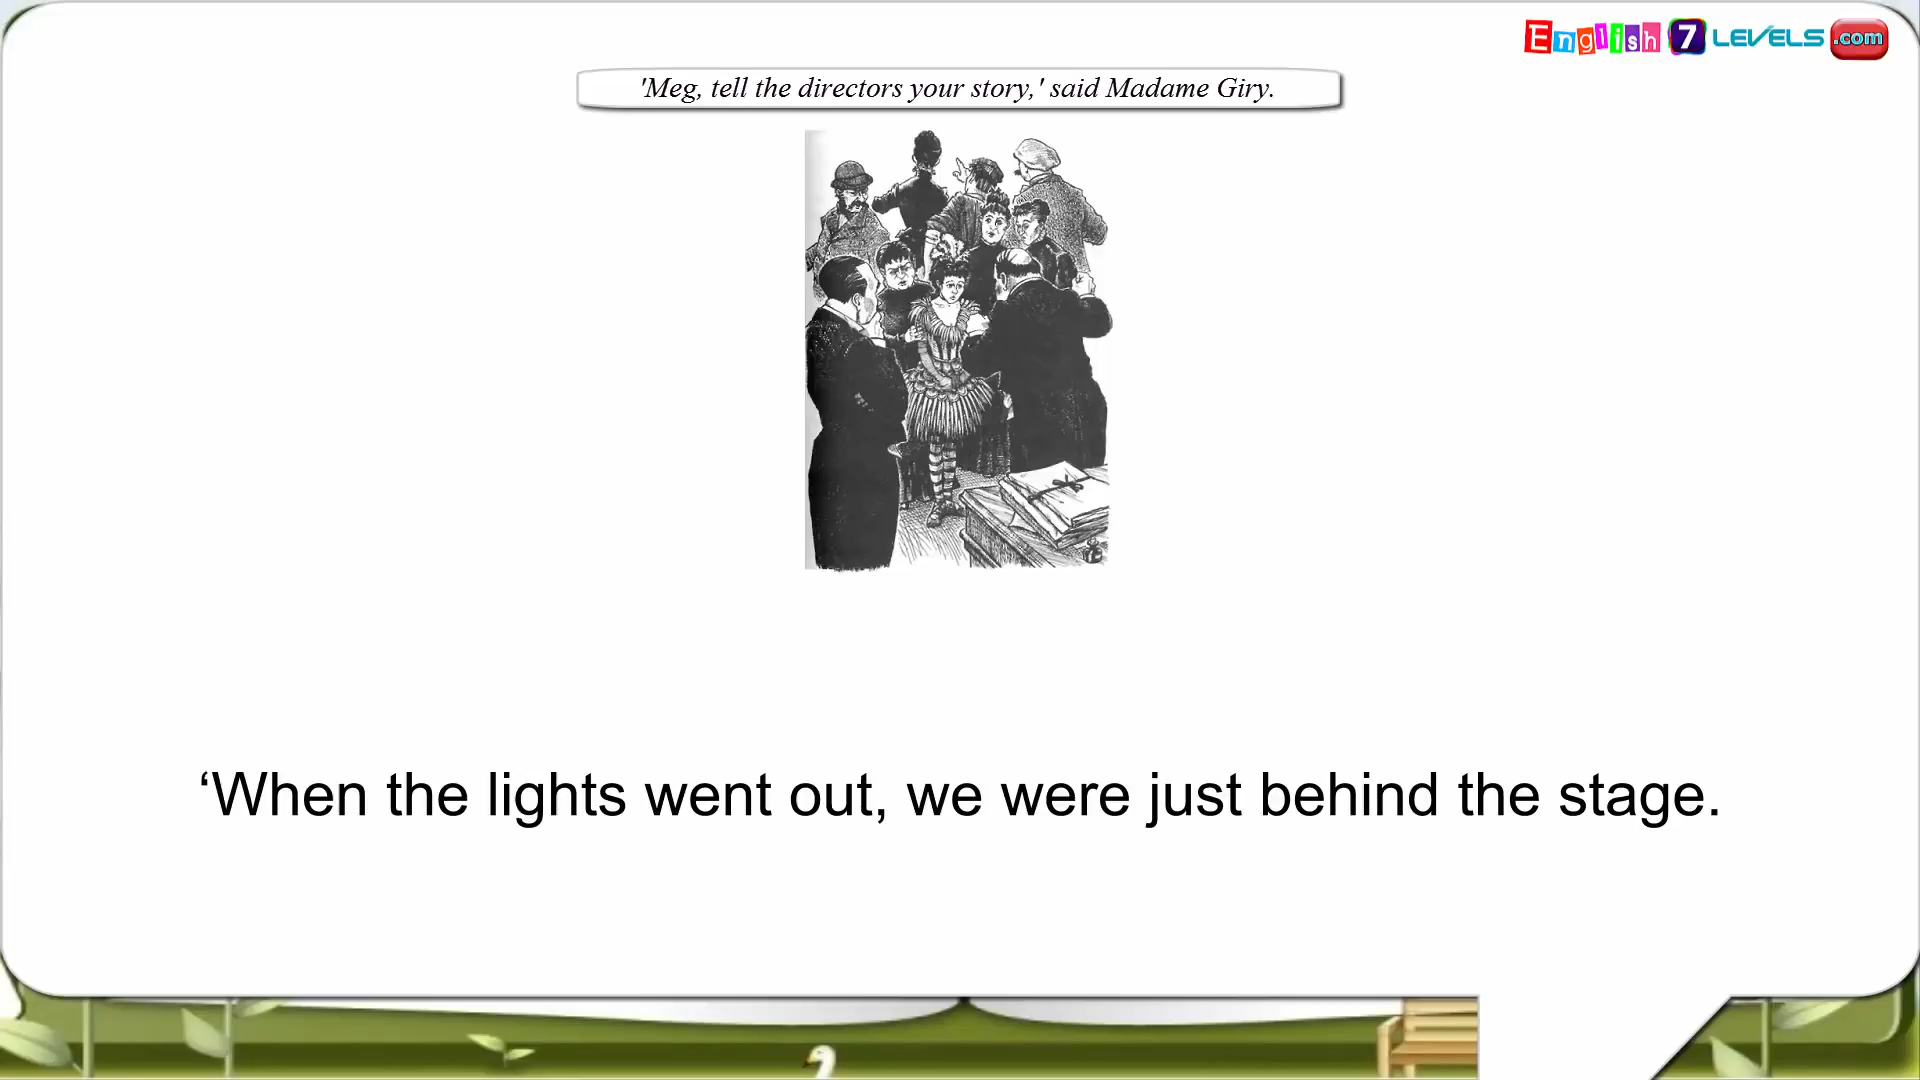 English 7 LEVELS .com
'Meg, tell the directors your story,' said Madame Giry.
‘When the lights went out, we were just behind the stage.